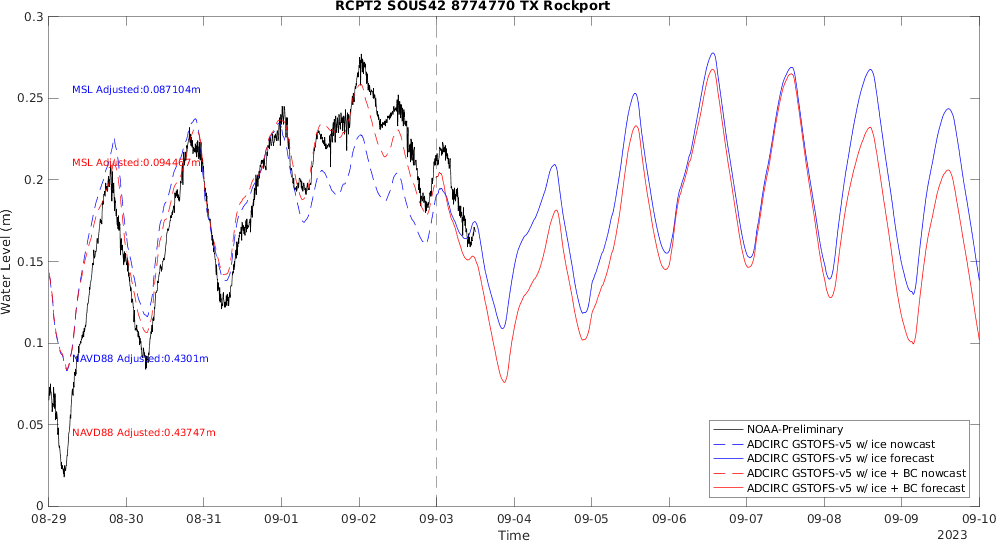 RCPT2 SOUS42 8774770 TX Rockport
0.3
0.25
0.2
0.15
0.1
0.05
0
Water Level (m)
MSL Adjusted:0.087104m
MSL Adjusted:0.094467m
NAVD88 Adjusted:0.4301m
NAVD88 Adjusted:0.43747m
NOAA-Preliminary
ADCIRC GSTOFS-v5 w/ ice nowcast
ADCIRC GSTOFS-v5 w/ ice forecast
ADCIRC GSTOFS-v5 w/ ice + BC nowcast
ADCIRC GSTOFS-v5 w/ ice + BC forecast
08-29 08-30 08-31 09-01 09-02 09-03 09-04 09-05 09-06 09-07 09-08 09-09 09-10
Time
2023